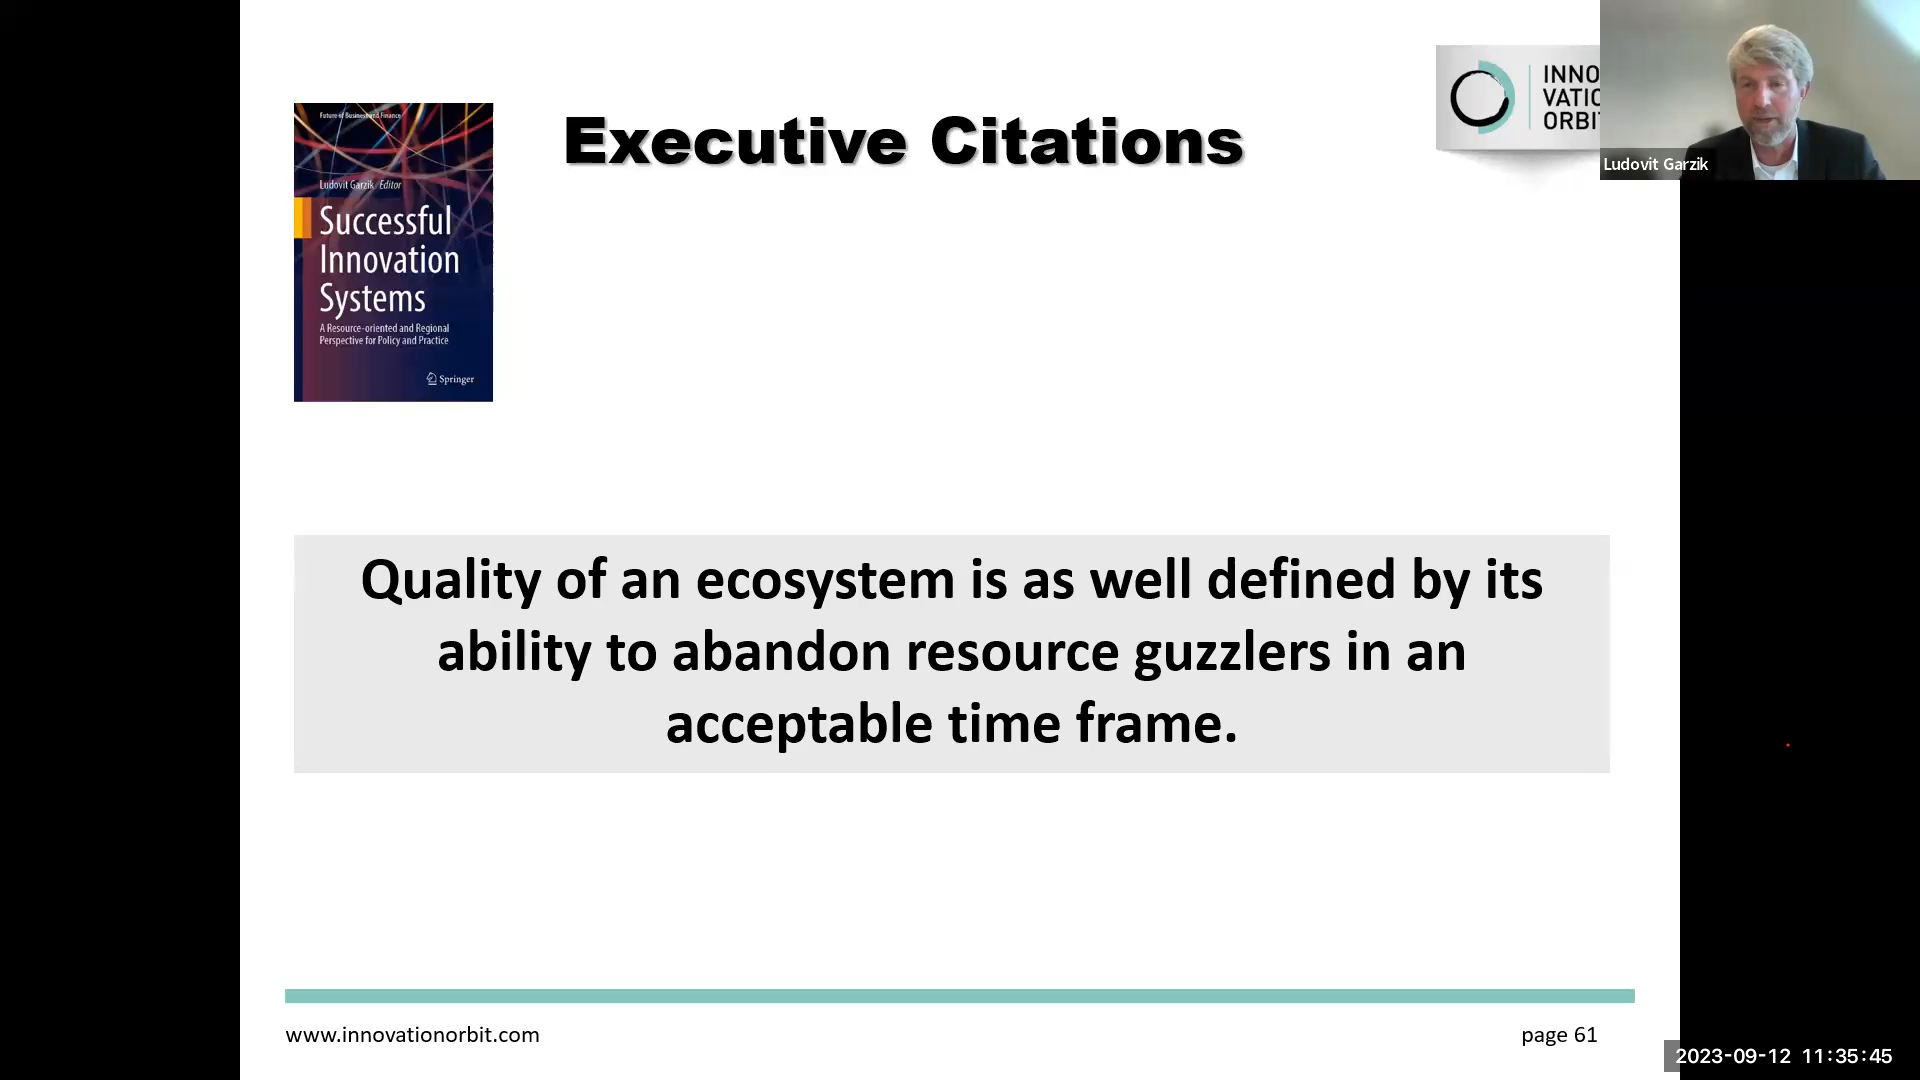 Future of Business and Finance
Ludovit Garzik Editor
Successful
Innovation
Systems
A Resource-oriented and Regional
Perspective for Policy and Practice
Springer
Executive Citations
INNO
VATIO
ORBIT
Ludovit Garzik
Quality of an ecosystem is as well defined by its
ability to abandon resource guzzlers in an
acceptable time frame.
www.innovationorbit.com
page 61
2023-09-12 11:35:45